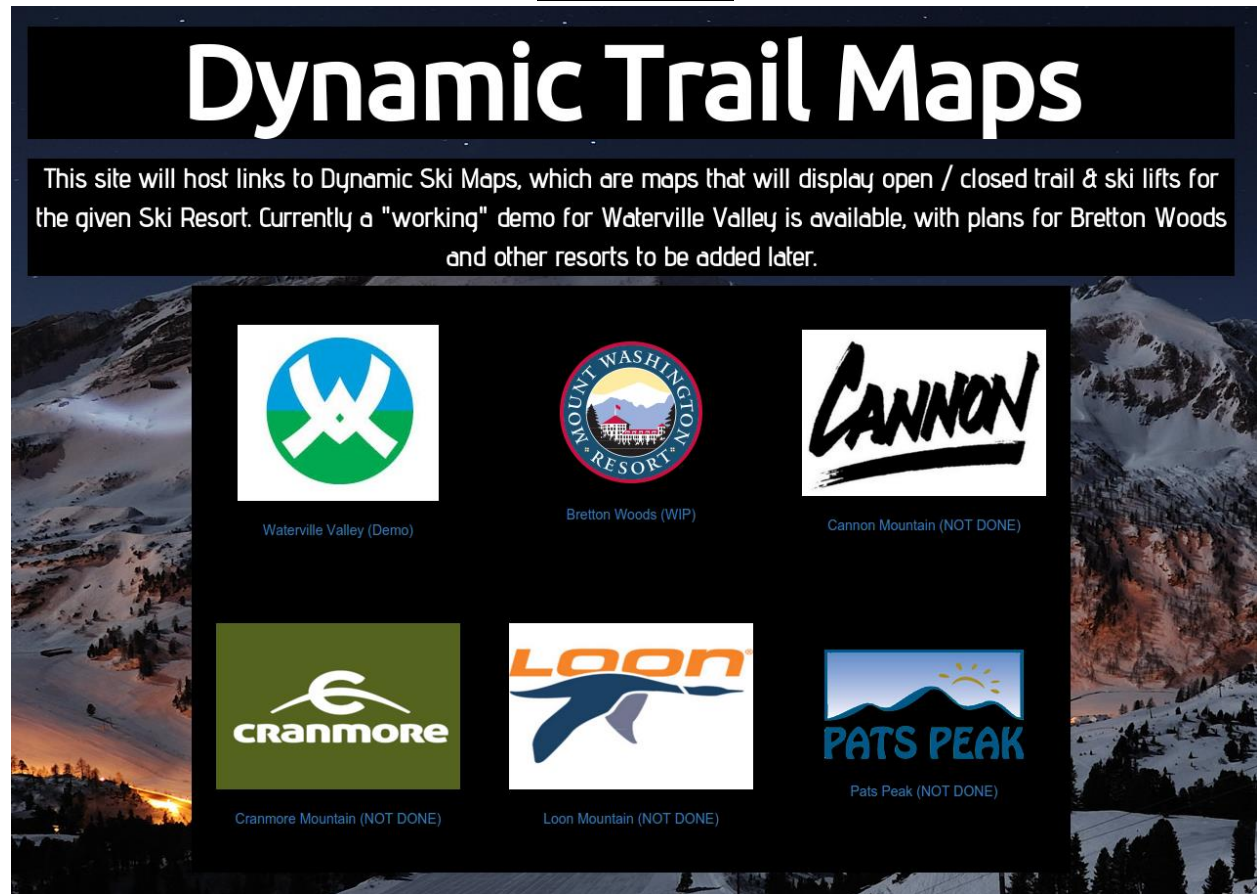 Dynamic Trail Maps
This site will host links to Dynamic Ski Maps, which are maps that will display open / closed trail & ski lifts for
the given Ski Resort. Currently a "working" demo for Waterville Valley is available, with plans for Bretton Woods
and other resorts to be added later.
MOUNT WASHINGTON
RESORT
CANNON
Waterville Valley (Demo)
Bretton Woods (WIP)
Cannon Mountain (NOT DONE)
cranmore
LOON
PATS PEAK
Cranmore Mountain (NOT DONE)
Loon Mountain (NOT DONE)
Pats Peak (NOT DONE)